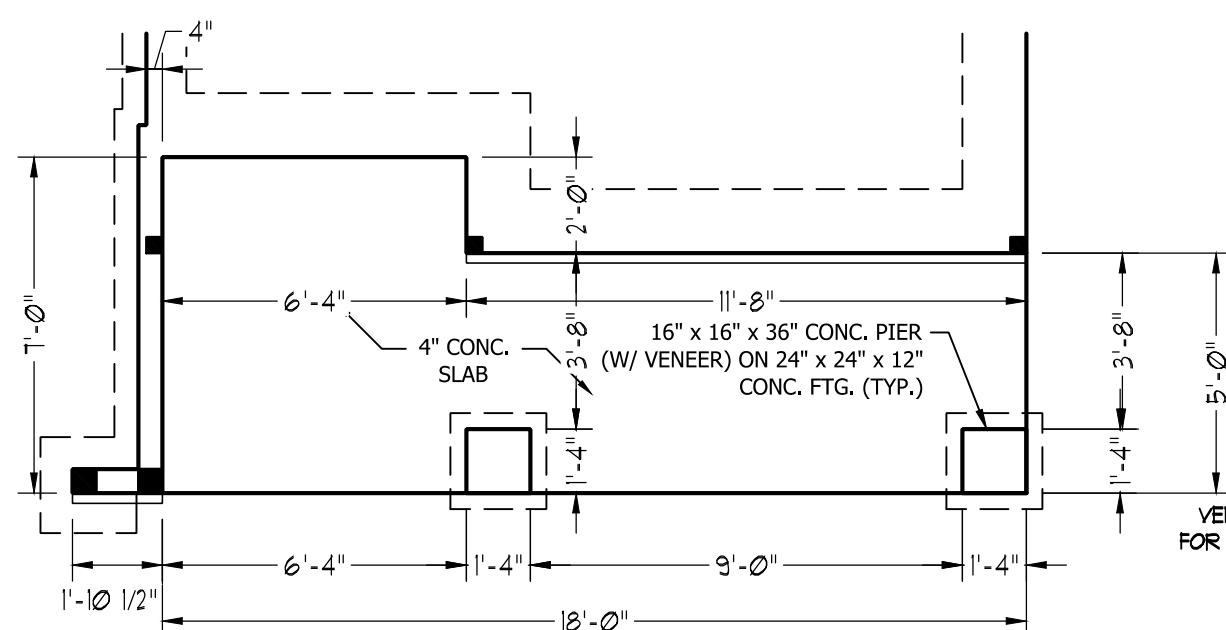 4"
2'-0"
7'-0"
6'-4"
11'-8"
3'-8"
4" CONC.
SLAB
16" x 16" x 36" CONC. PIER
(W/ VENEER) ON 24" x 24" x 12"
CONC. FTG. (TYP.)
3'-8"
5'-0"
1'-4"
1'-4"
FOR
6'-4"
1'-4"
9'-0"
1'-4"
1'-10 1/2"
18'-0"